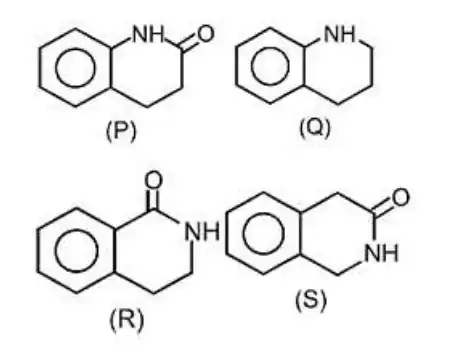 NH O NH
(P) (Q)
O O
NH NH
(R) (S)